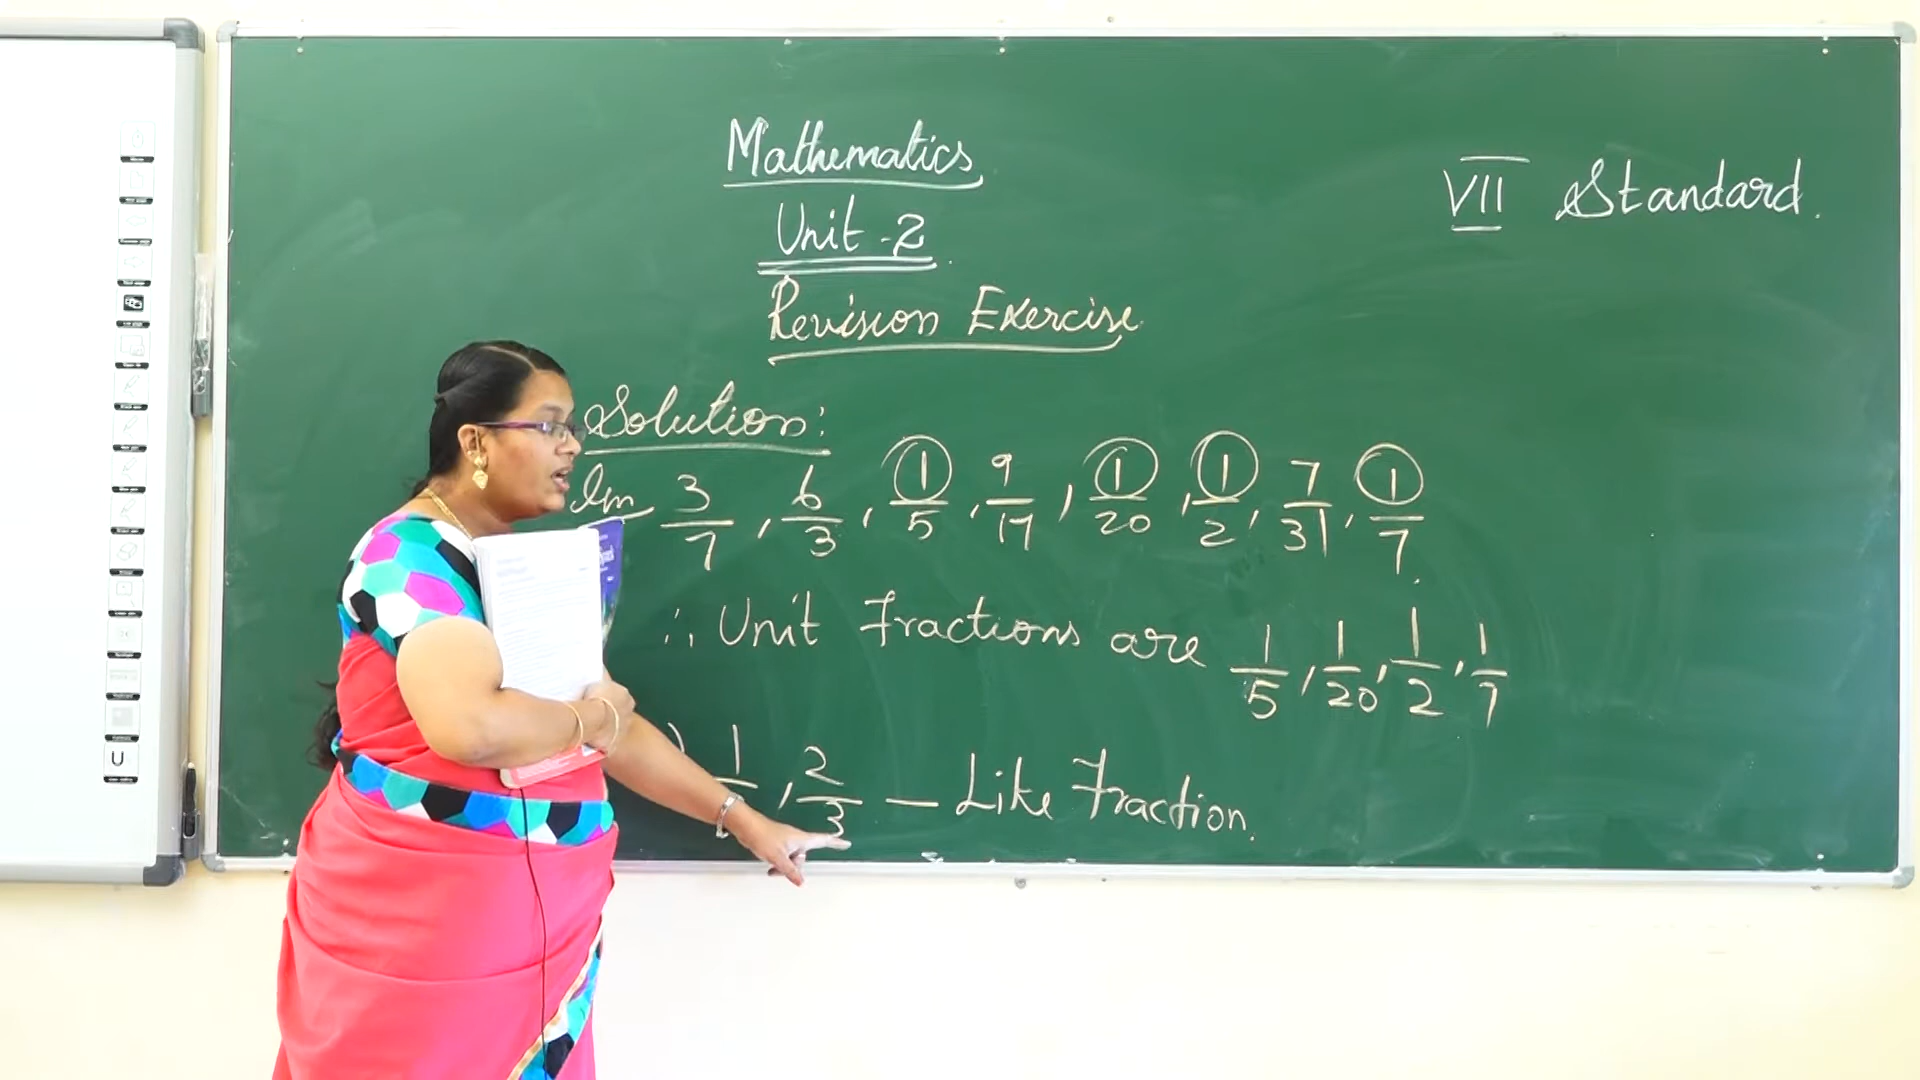 Mathematics
VII Standard.
Unit -2
Revision Exercise
Solution:
In 3/7, 6/3, 1/5, 9/17, 1/20, 1/2, 7/31, 1/7.
∴ Unit Fractions are 1/5, 1/20, 1/2, 1/7
) 1 , 2/3 — Like Fraction.
U